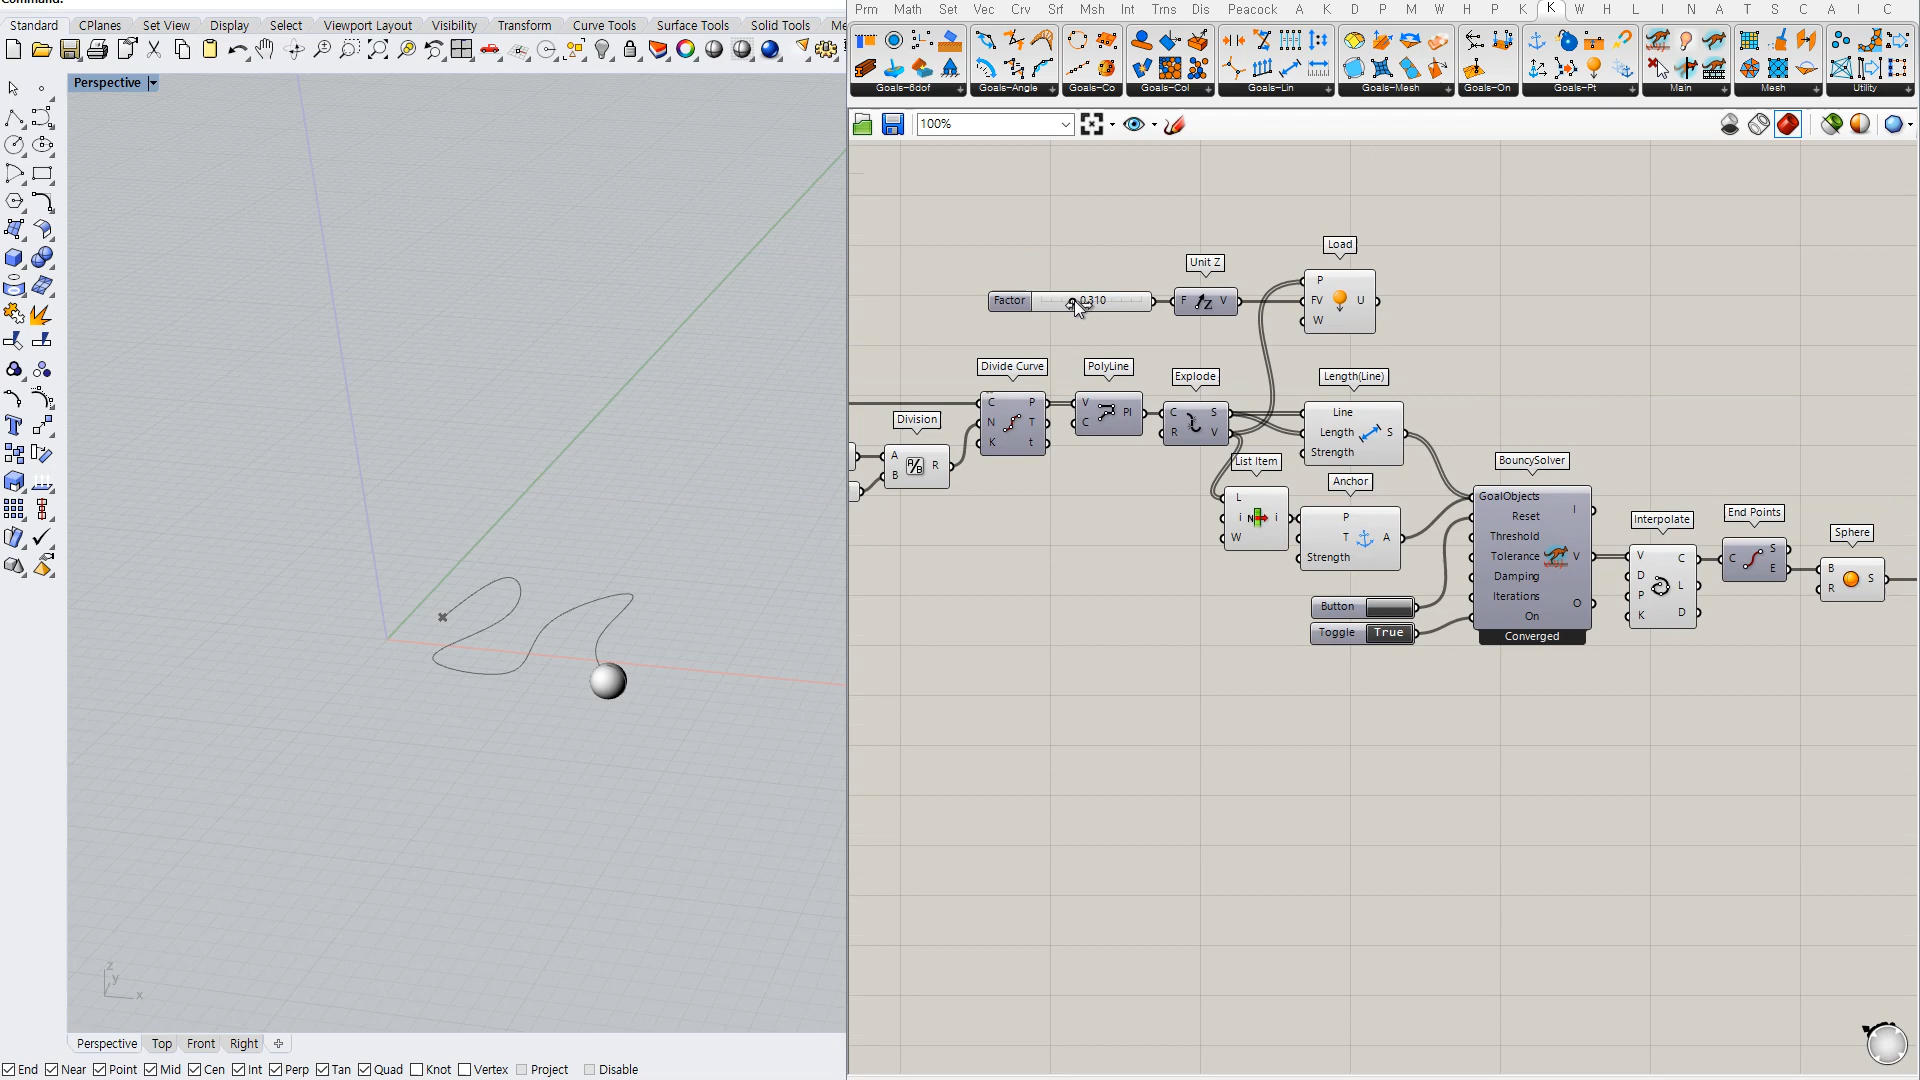 Command:
Standard CPlanes Set View Display Select Viewport Layout Visibility Transform Curve Tools Surface Tools Solid Tools Me
Prm Math Set Vec Crv Srf Msh Int Trns Dis Peacock A K D P M W H P K K W H L I N A T S C A I C
Goals-6dof Goals-Angle Goals-Co Goals-Col Goals-Lin Goals-Mesh Goals-On Goals-Pt Main Mesh Utility
100%
Perspective
Load
Unit Z
P
FV U
W
Factor 0.310
F Z V
Divide Curve PolyLine Explode Length(Line)
C P
N T
K t
V Pl
C
C S
R V
Line
Length S
Strength
Division
A A/B R
B
List Item
L
i N i
W
Anchor
P
T A
Strength
BouncySolver
GoalObjects
Reset I
Threshold
Tolerance V
Damping
Iterations O
On
Converged
Button
Toggle True
Interpolate
V C
D
P L
K D
End Points
C S
E
Sphere
B S
R
z
y
x
Perspective Top Front Right
End Near Point Mid Cen Int Perp Tan Quad Knot Vertex Project Disable